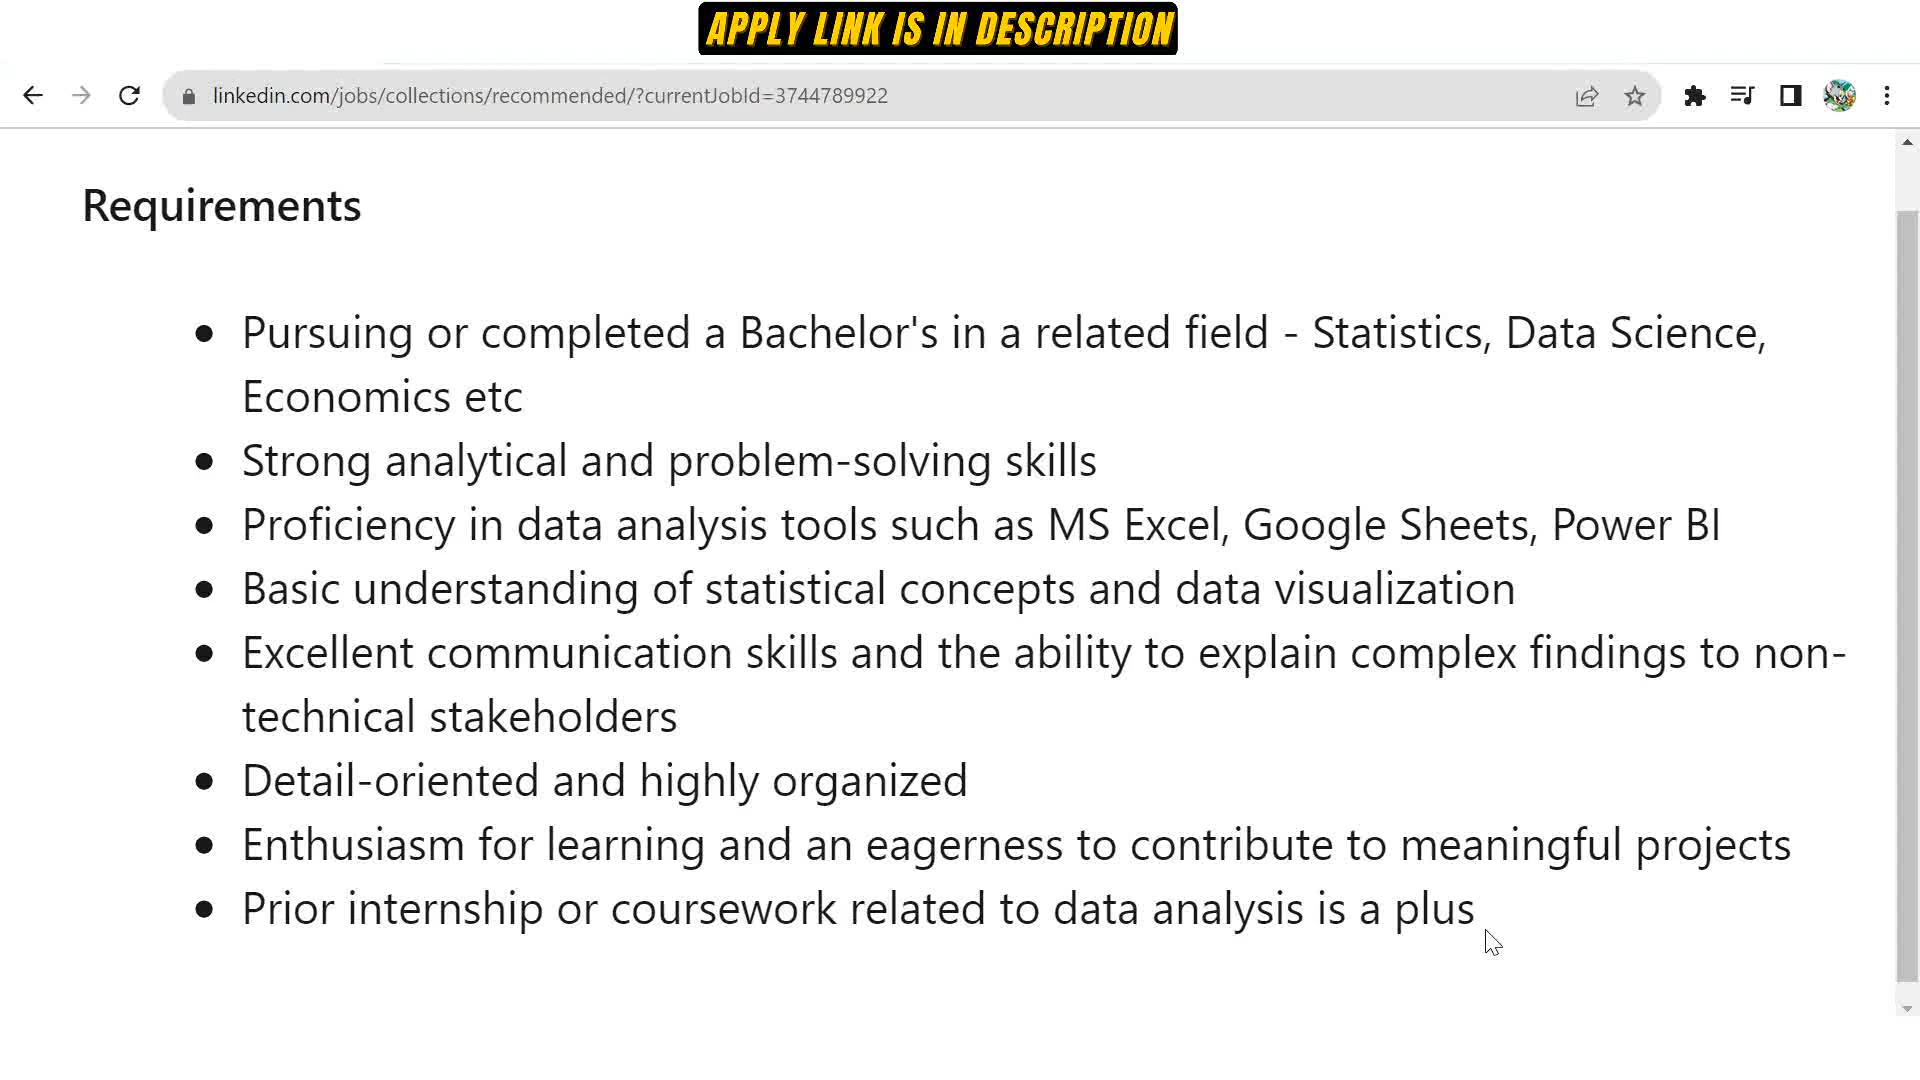 APPLY LINK IS IN DESCRIPTION
linkedin.com/jobs/collections/recommended/?currentJobId=3744789922
Requirements
• Pursuing or completed a Bachelor's in a related field - Statistics, Data Science,
Economics etc
• Strong analytical and problem-solving skills
• Proficiency in data analysis tools such as MS Excel, Google Sheets, Power BI
• Basic understanding of statistical concepts and data visualization
• Excellent communication skills and the ability to explain complex findings to non-
technical stakeholders
• Detail-oriented and highly organized
• Enthusiasm for learning and an eagerness to contribute to meaningful projects
• Prior internship or coursework related to data analysis is a plus